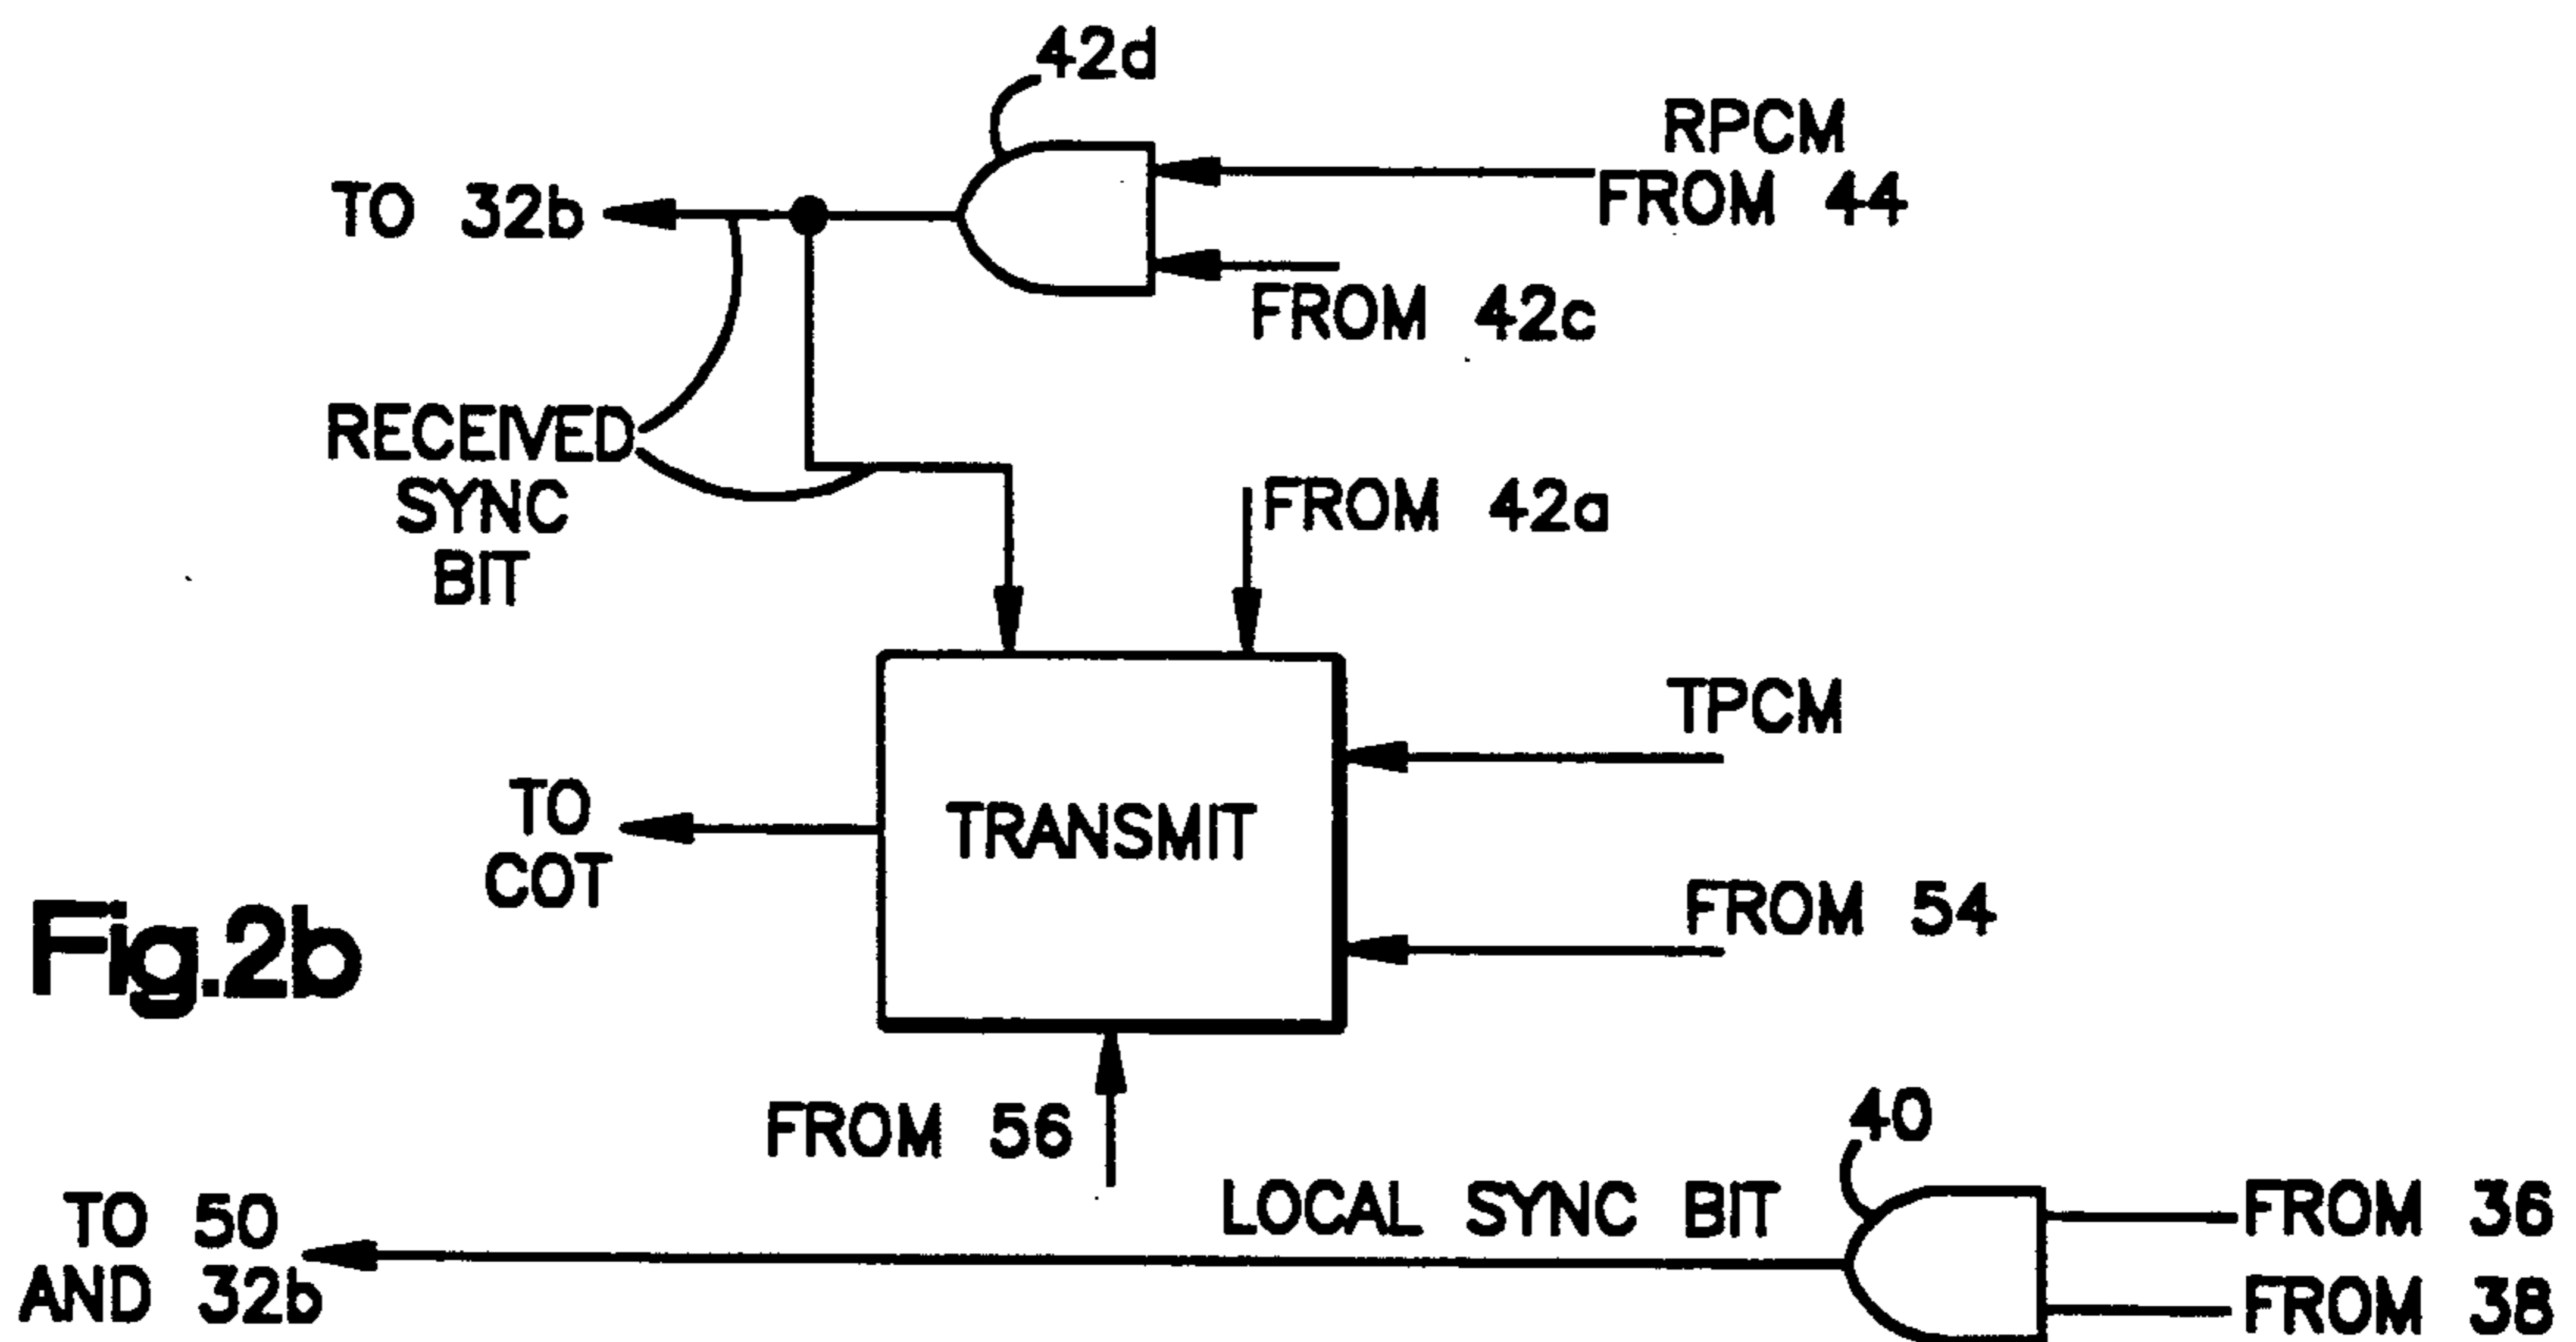 42d
RPCM
FROM 44
TO 32b
FROM 42c
RECEIVED
SYNC
BIT
FROM 42a
TPCM
TO
COT
TRANSMIT
FROM 54
Fig.2b
FROM 56
40
LOCAL SYNC BIT
FROM 36
TO 50
AND 32b
FROM 38